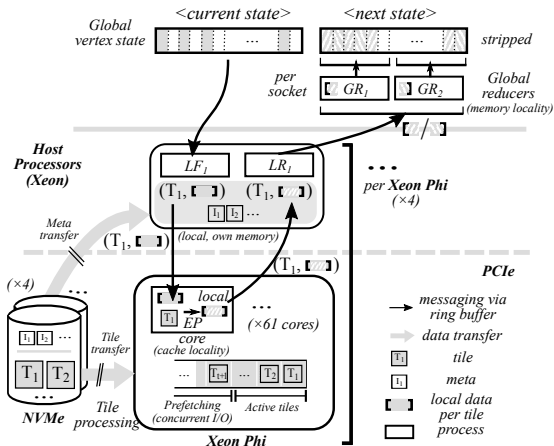 <current state>
<next state>
Global
vertex state
...
...
stripped
per
socket
GR1
GR2
Global
reducers
(memory locality)
/
Host
Processors
(Xeon)
LF1
LR1
(T1, [ ])
(T1, [ ])
I1 I2 ...
(local, own memory)
...
per Xeon Phi
(×4)
Meta
transfer
(T1, [ ])
(T1, [ ])
PCIe
(×4)
...
I1 I2 ...
T1 T2
...
NVMe
Tile
transfer
Tile
processing
local
T1 EP
core
(cache locality)
...
(×61 cores)
... Tt+1 ... T2 T1
Prefetching
(concurrent I/O)
Active tiles
Xeon Phi
messaging via
ring buffer
data transfer
T1 tile
I1 meta
local data
per tile
process